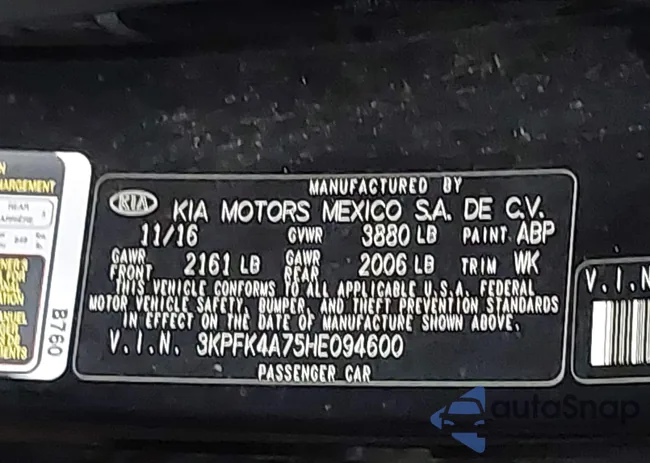 MANUFACTURED BY
KIA KIA MOTORS MEXICO S.A. DE C.V.
11/16 GVWR 3880 LB PAINT ABP
GAWR FRONT 2161 LB GAWR REAR 2006 LB TRIM WK
THIS VEHICLE CONFORMS TO ALL APPLICABLE U.S.A. FEDERAL
MOTOR VEHICLE SAFETY, BUMPER, AND THEFT PREVENTION STANDARDS
IN EFFECT ON THE DATE OF MANUFACTURE SHOWN ABOVE.
V.I.N. 3KPFK4A75HE094600
PASSENGER CAR
B760
V.I.N
autoSnap